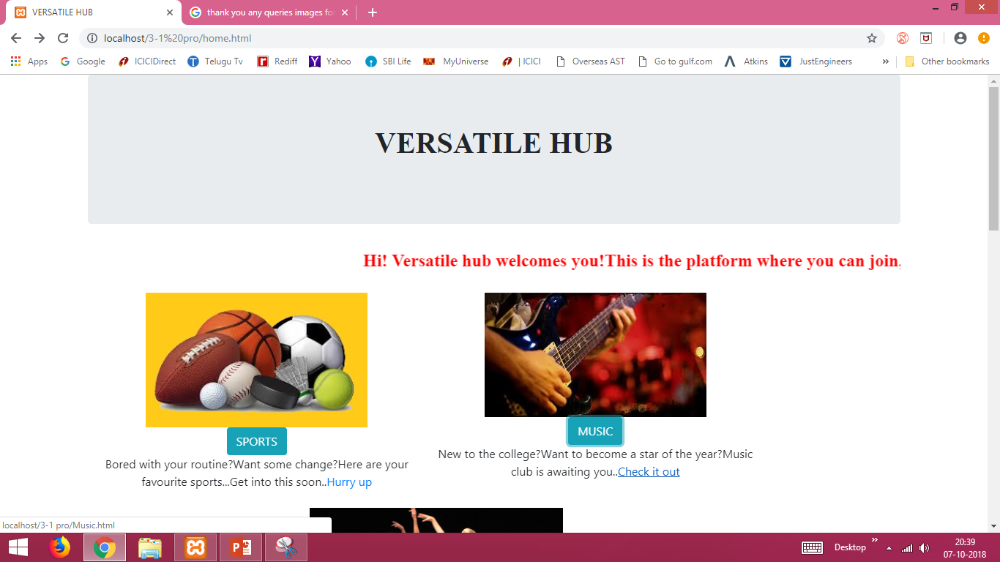 VERSATILE HUB
thank you any queries images fo
localhost/3-1%20pro/home.html
Apps
Google
ICICIDirect
Telugu Tv
Rediff
Yahoo
SBI Life
MyUniverse
| ICICI
Overseas AST
Go to gulf.com
Atkins
JustEngineers
»
Other bookmarks
VERSATILE HUB
Hi! Versatile hub welcomes you!This is the platform where you can join,
SPORTS
Bored with your routine?Want some change?Here are your
favourite sports...Get into this soon..Hurry up
MUSIC
New to the college?Want to become a star of the year?Music
club is awaiting you..Check it out
localhost/3-1 pro/Music.html
Desktop
»
20:39
07-10-2018